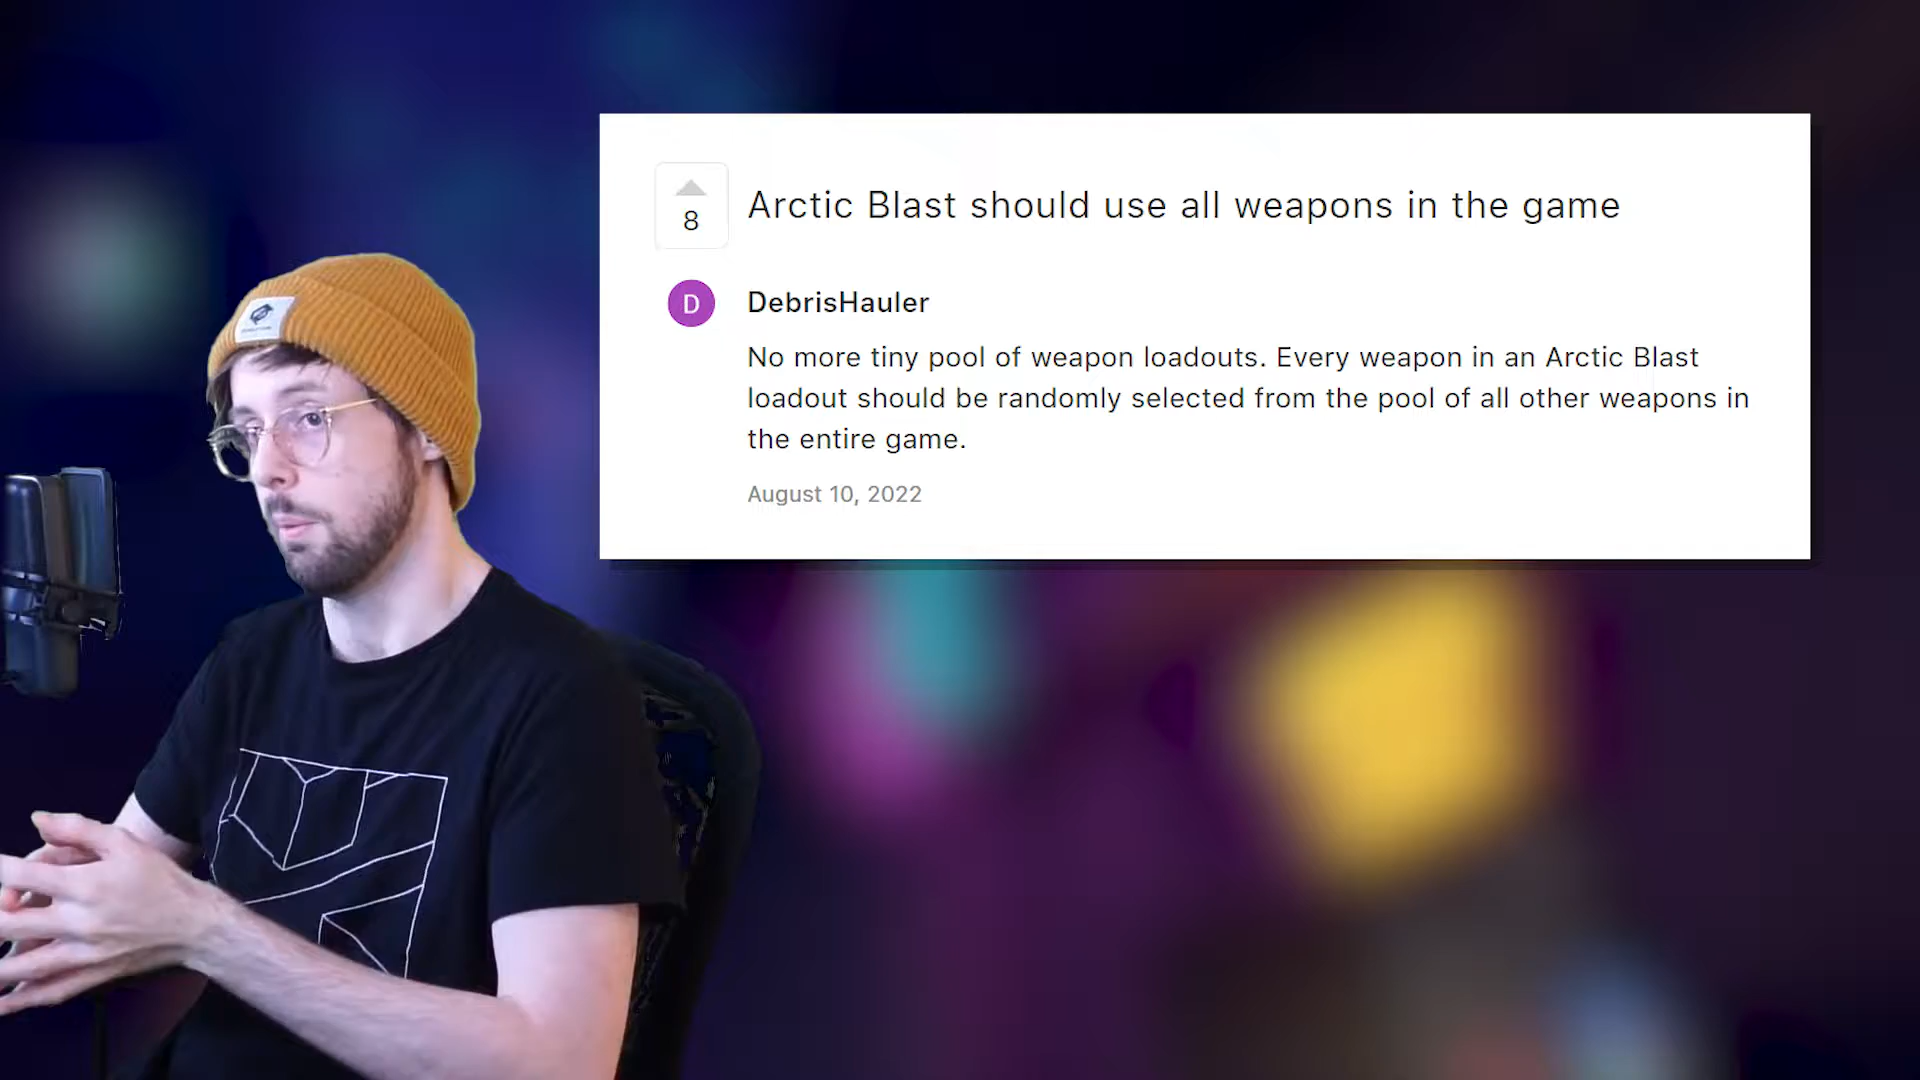 8
Arctic Blast should use all weapons in the game
D
DebrisHauler
No more tiny pool of weapon loadouts. Every weapon in an Arctic Blast
loadout should be randomly selected from the pool of all other weapons in
the entire game.
August 10, 2022